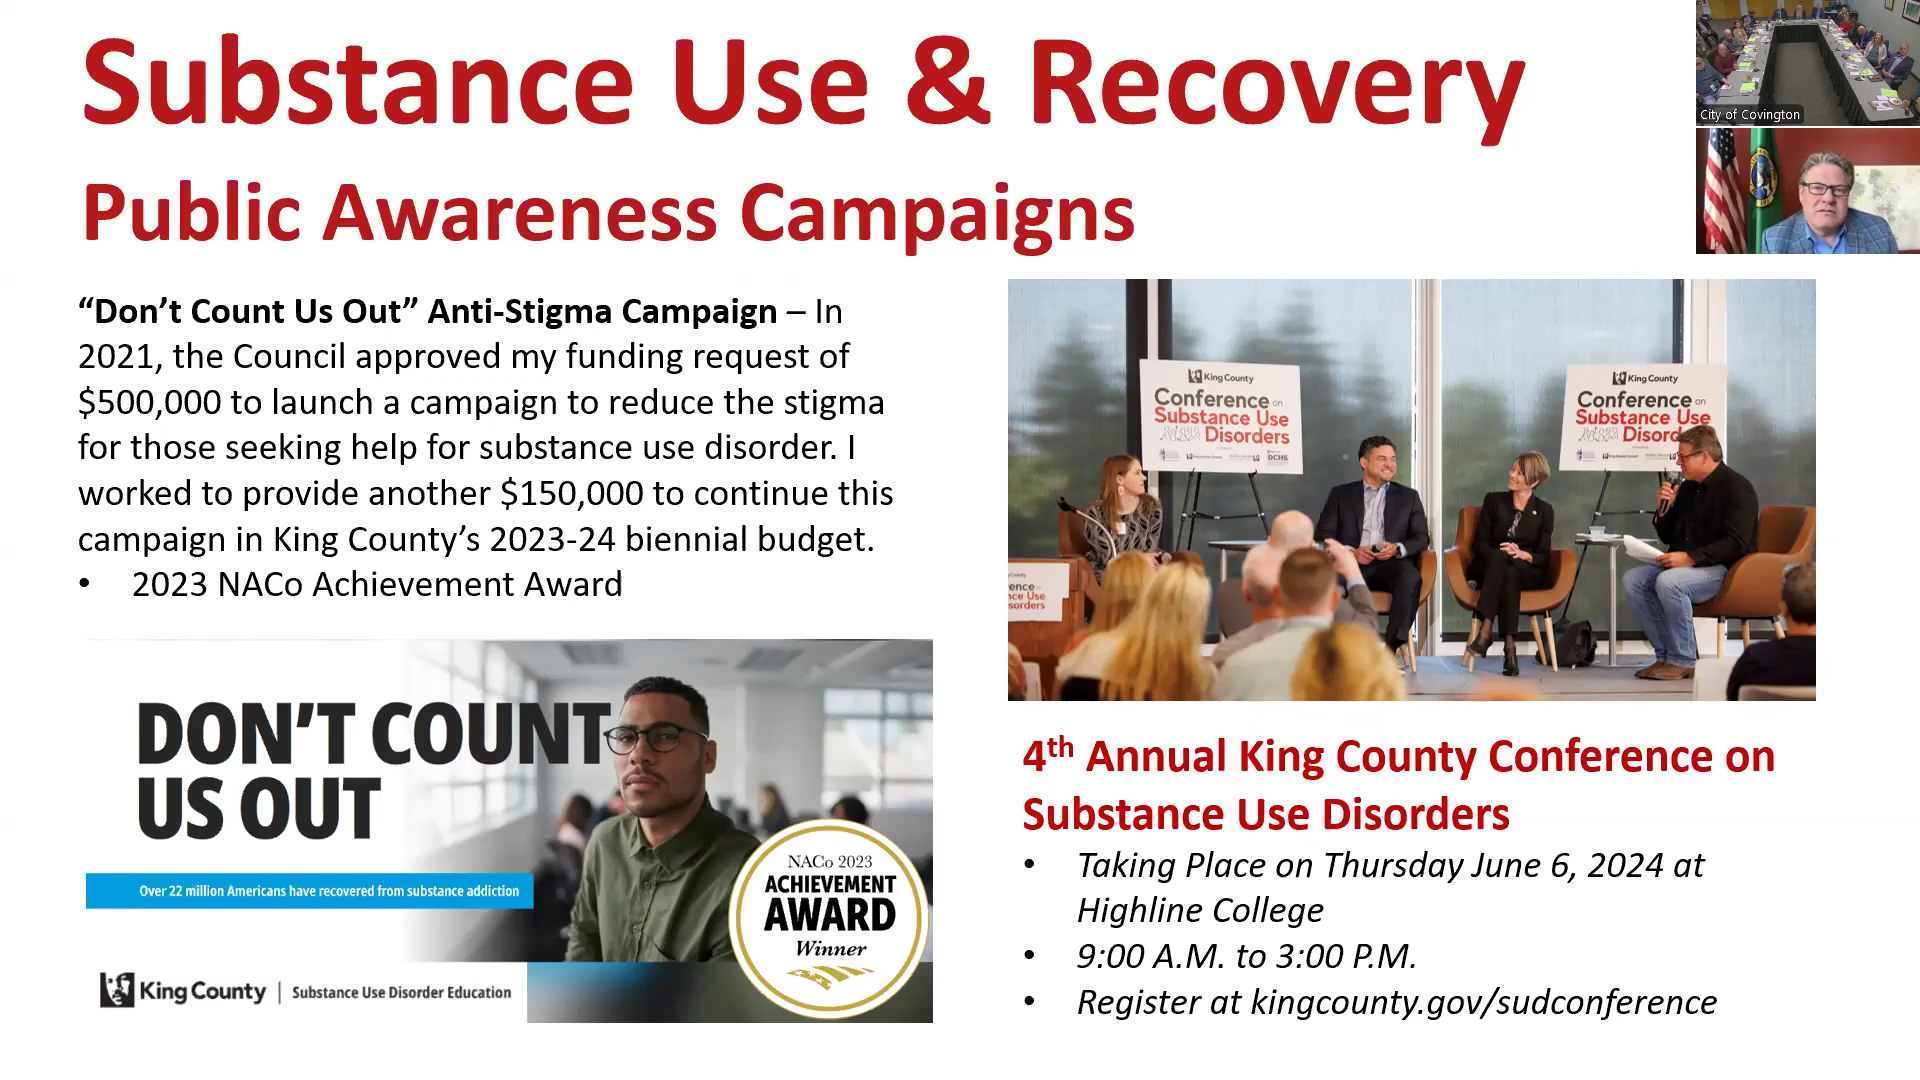 Substance Use & Recovery
Public Awareness Campaigns
City of Covington
“Don’t Count Us Out” Anti-Stigma Campaign – In
2021, the Council approved my funding request of
$500,000 to launch a campaign to reduce the stigma
for those seeking help for substance use disorder. I
worked to provide another $150,000 to continue this
campaign in King County’s 2023-24 biennial budget.
• 2023 NACo Achievement Award
DON’T COUNT
US OUT
Over 22 million Americans have recovered from substance addiction
NACo 2023
ACHIEVEMENT
AWARD
Winner
King County | Substance Use Disorder Education
King County
Conference on
Substance Use
Disorders
DCHS
King County
Conference on
Substance Use
Disord
ence
nce Use
sorders
4th Annual King County Conference on
Substance Use Disorders
• Taking Place on Thursday June 6, 2024 at
Highline College
• 9:00 A.M. to 3:00 P.M.
• Register at kingcounty.gov/sudconference